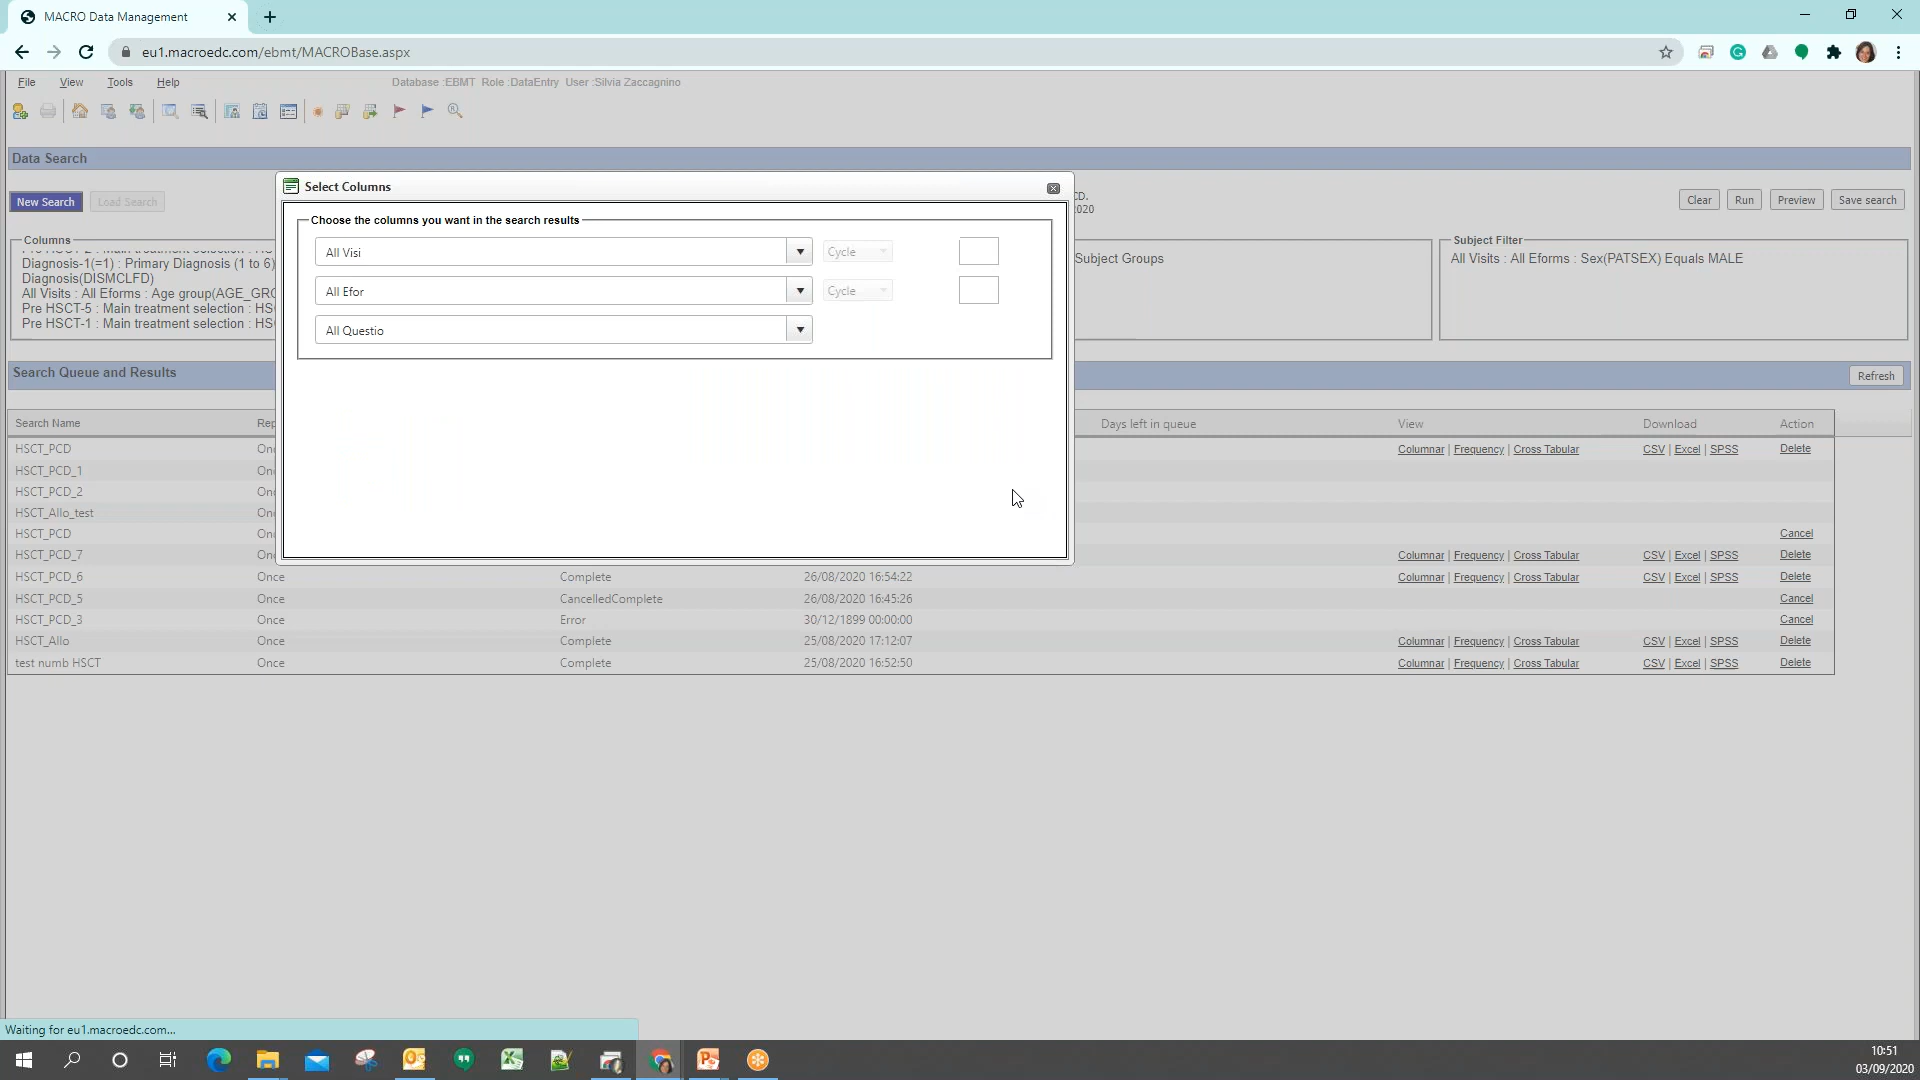 MACRO Data Management
eu1.macroedc.com/ebmt/MACROBase.aspx
File View Tools Help Database :EBMT Role :DataEntry User :Silvia Zaccagnino
Data Search
New Search Load Search
Clear Run Preview Save search
2020
Select Columns
Choose the columns you want in the search results
All Visi Cycle
All Efor Cycle
All Questio
Columns
Diagnosis-1(=1) : Primary Diagnosis (1 to 6)
Diagnosis(DISMCLFD)
All Visits : All Eforms : Age group(AGE_GRO
Pre HSCT-5 : Main treatment selection : HS
Pre HSCT-1 : Main treatment selection : HS
Subject Groups
Subject Filter
All Visits : All Eforms : Sex(PATSEX) Equals MALE
Search Queue and Results Refresh
Search Name Rep Days left in queue View Download Action
HSCT_PCD Onc Columnar | Frequency | Cross Tabular CSV | Excel | SPSS Delete
HSCT_PCD_1 Onc
HSCT_PCD_2 Onc
HSCT_Allo_test Onc
HSCT_PCD Onc Cancel
HSCT_PCD_7 Onc Columnar | Frequency | Cross Tabular CSV | Excel | SPSS Delete
HSCT_PCD_6 Once Complete 26/08/2020 16:54:22 Columnar | Frequency | Cross Tabular CSV | Excel | SPSS Delete
HSCT_PCD_5 Once CancelledComplete 26/08/2020 16:45:26 Cancel
HSCT_PCD_3 Once Error 30/12/1899 00:00:00 Cancel
HSCT_Allo Once Complete 25/08/2020 17:12:07 Columnar | Frequency | Cross Tabular CSV | Excel | SPSS Delete
test numb HSCT Once Complete 25/08/2020 16:52:50 Columnar | Frequency | Cross Tabular CSV | Excel | SPSS Delete
Waiting for eu1.macroedc.com...
10:51
03/09/2020